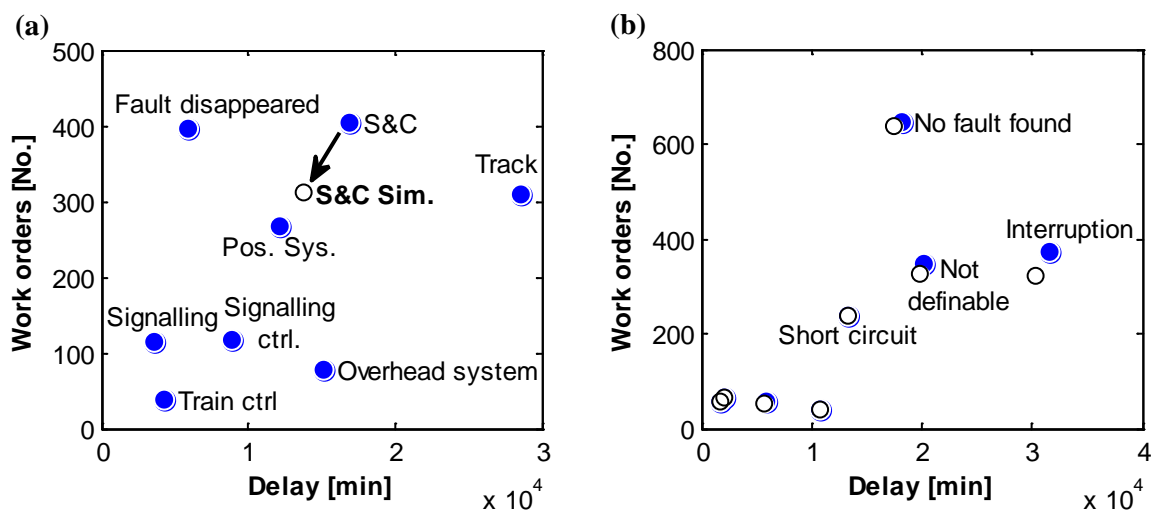 (a)
500
400
300
200
100
0
Work orders [No.]
Fault disappeared
S&C
Track
S&C Sim.
Pos. Sys.
Signalling
Signalling
ctrl.
Overhead system
Train ctrl
0
1
2
3
Delay [min]
x 10^4
(b)
800
600
400
200
0
Work orders [No.]
No fault found
Interruption
Not
definable
Short circuit
0
1
2
3
4
Delay [min]
x 10^4